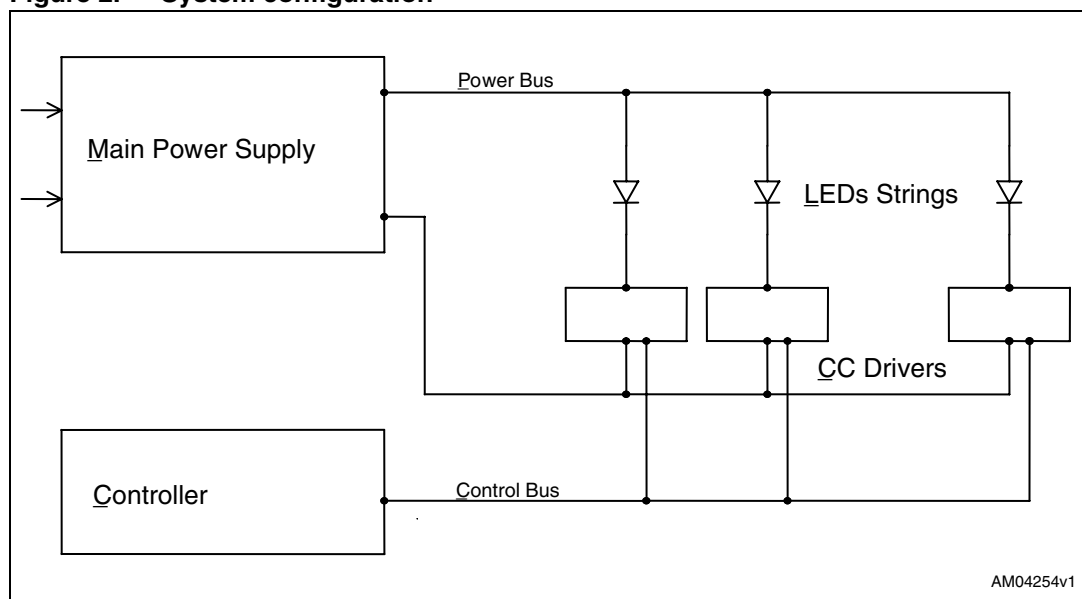 Figure 2. System configuration
Power Bus
Main Power Supply
LEDs Strings
CC Drivers
Controller
Control Bus
AM04254v1